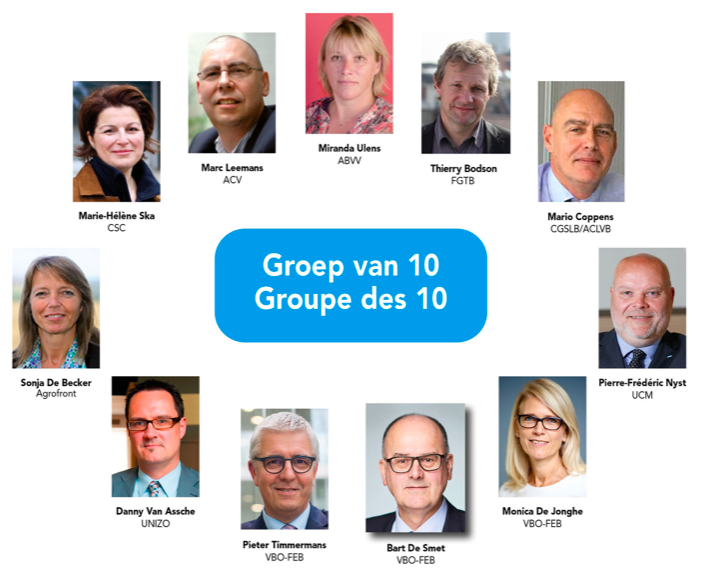 Miranda Ulens
ABVV
Marc Leemans
ACV
Thierry Bodson
FGTB
Marie-Hélène Ska
CSC
Mario Coppens
CGSLB/ACLVB
Groep van 10
Groupe des 10
Sonja De Becker
Agrofront
Pierre-Frédéric Nyst
UCM
Danny Van Assche
UNIZO
Monica De Jonghe
VBO-FEB
Pieter Timmermans
VBO-FEB
Bart De Smet
VBO-FEB